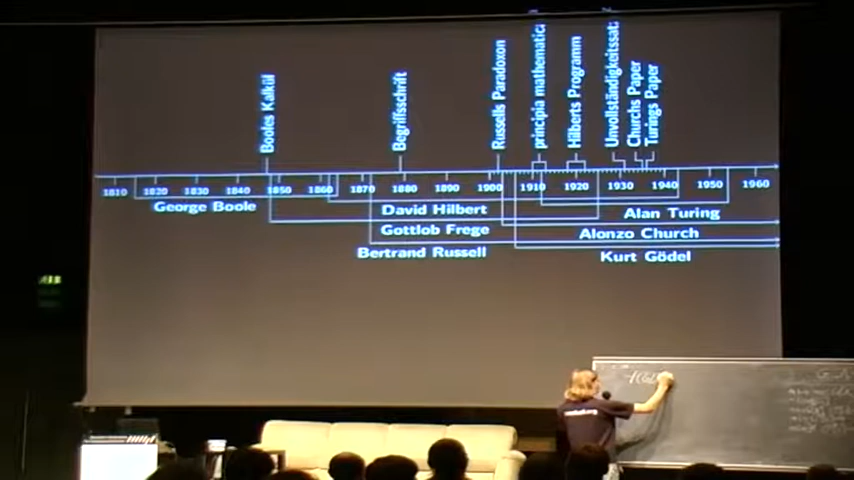 Booles Kalkül
Begriffsschrift
Russells Paradoxon
principia mathematica
Hilberts Programm
Unvollständigkeitssatz
Churchs Paper
Turings Paper
1810 1820 1830 1840 1850 1860 1870 1880 1890 1900 1910 1920 1930 1940 1950 1960
George Boole David Hilbert Alan Turing
Gottlob Frege Alonzo Church
Bertrand Russell Kurt Gödel